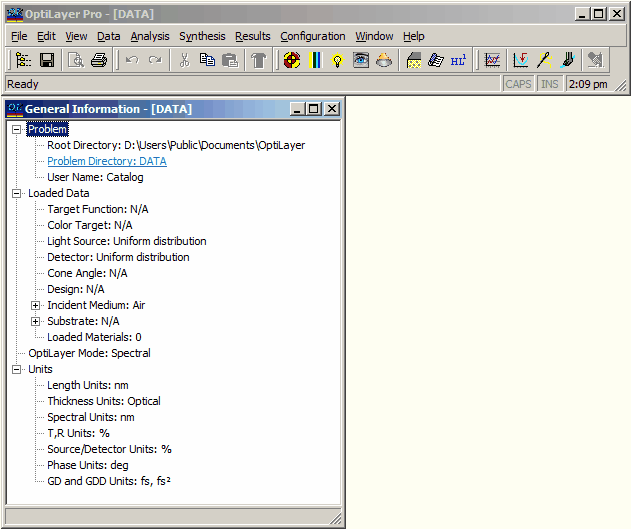 OptiLayer Pro - [DATA]
File Edit View Data Analysis Synthesis Results Configuration Window Help
HL
Ready CAPS INS 2:09 pm
General Information - [DATA]
Problem
Root Directory: D:\Users\Public\Documents\OptiLayer
Problem Directory: DATA
User Name: Catalog
Loaded Data
Target Function: N/A
Color Target: N/A
Light Source: Uniform distribution
Detector: Uniform distribution
Cone Angle: N/A
Design: N/A
Incident Medium: Air
Substrate: N/A
Loaded Materials: 0
OptiLayer Mode: Spectral
Units
Length Units: nm
Thickness Units: Optical
Spectral Units: nm
T,R Units: %
Source/Detector Units: %
Phase Units: deg
GD and GDD Units: fs, fs²